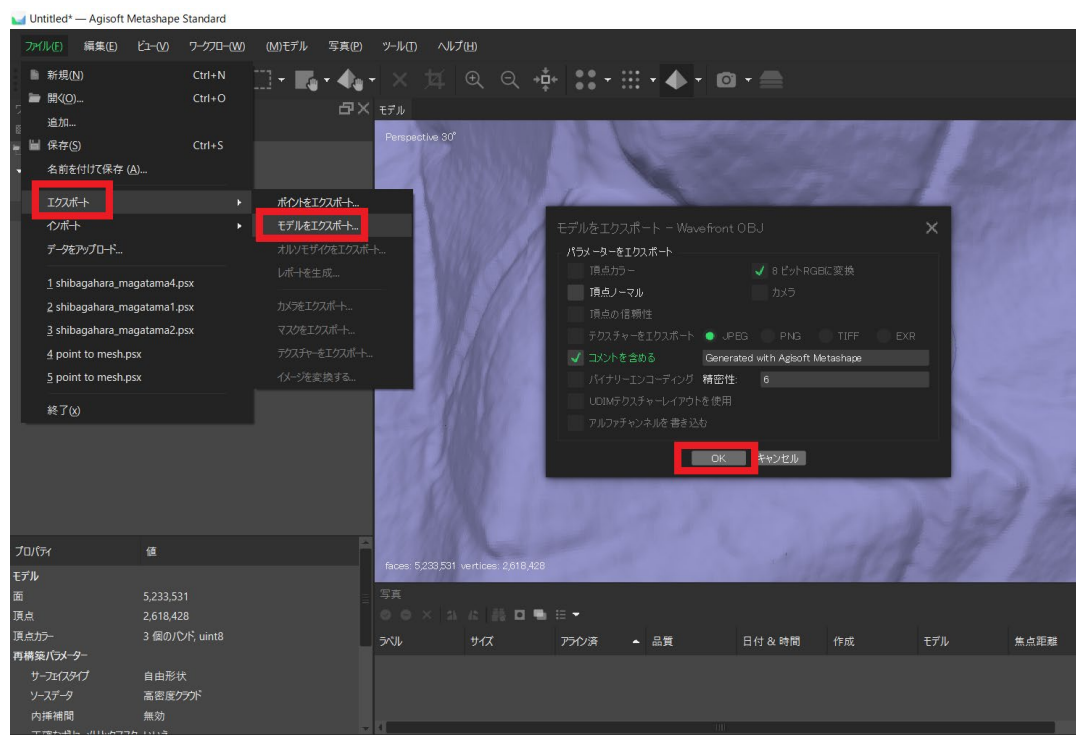 Untitled* — Agisoft Metashape Standard
ファイル(F) 編集(E) ビュー(V) ワークフロー(W) (M)モデル 写真(P) ツール(T) ヘルプ(H)
新規(N) Ctrl+N
開く(O)... Ctrl+O
追加...
保存(S) Ctrl+S
名前を付けて保存 (A)...
エクスポート
インポート
データをアップロード...
1 shibagahara_magatama4.psx
2 shibagahara_magatama1.psx
3 shibagahara_magatama2.psx
4 point to mesh.psx
5 point to mesh.psx
終了(x)
ポイントをエクスポート...
モデルをエクスポート...
オルソモザイクをエクスポート...
レポートを生成...
カメラをエクスポート...
マスクをエクスポート...
テクスチャーをエクスポート...
イメージを変換する...
モデル
Perspective 30°
モデルをエクスポート - Wavefront OBJ
パラメーターをエクスポート
頂点カラー 8 ビットRGBに変換
頂点ノーマル カメラ
頂点の信頼性
テクスチャーをエクスポート JPEG PNG TIFF EXR
コメントを含める Generated with Agisoft Metashape
バイナリーエンコーディング 精密性: 6
UDIMテクスチャーレイアウトを使用
アルファチャンネルを書き込む
OK キャンセル
faces: 5,233,531 vertices: 2,618,428
プロパティ 値
モデル
面 5,233,531
頂点 2,618,428
頂点カラー 3 個のバンド, uint8
再構築パラメーター
サーフェイスタイプ 自由形状
ソースデータ 高密度クラウド
内挿補間 無効
写真
ラベル サイズ アライン済 品質 日付 & 時間 作成 モデル 焦点距離